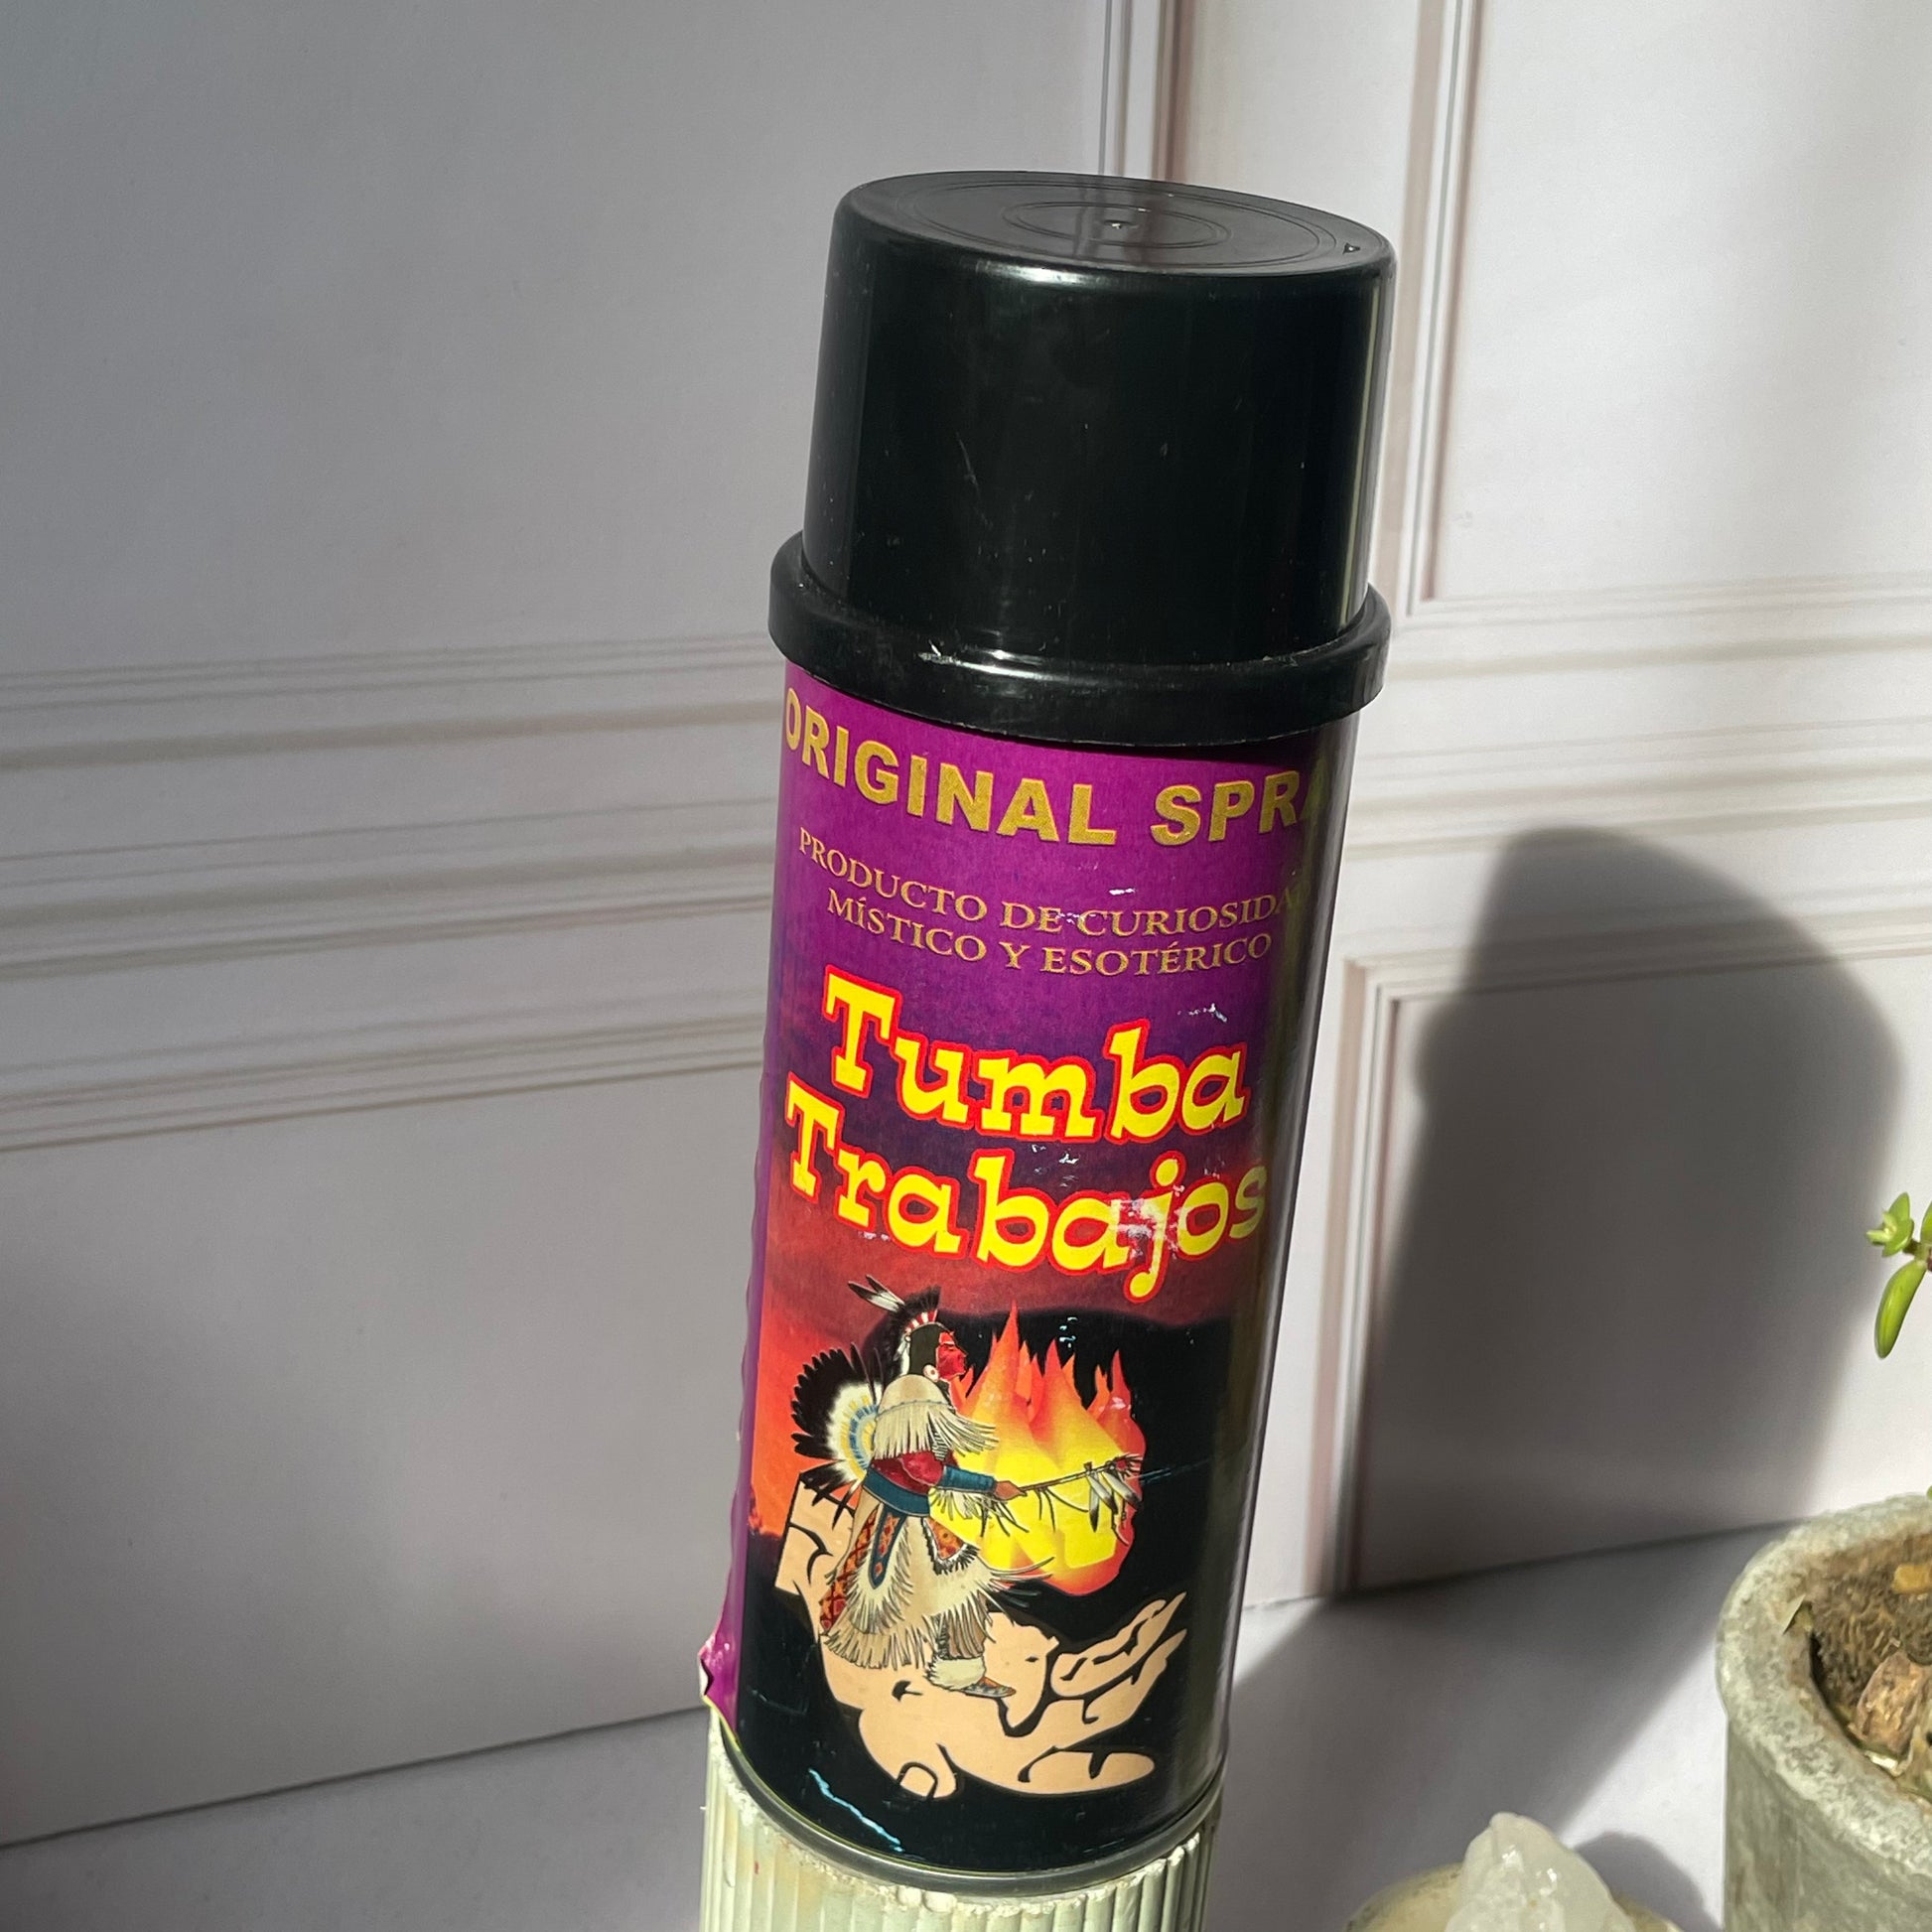 ORIGINAL SPRA
PRODUCTO DE CURIOSIDA
MÍSTICO Y ESOTÉRICO
Tumba
Trabajos